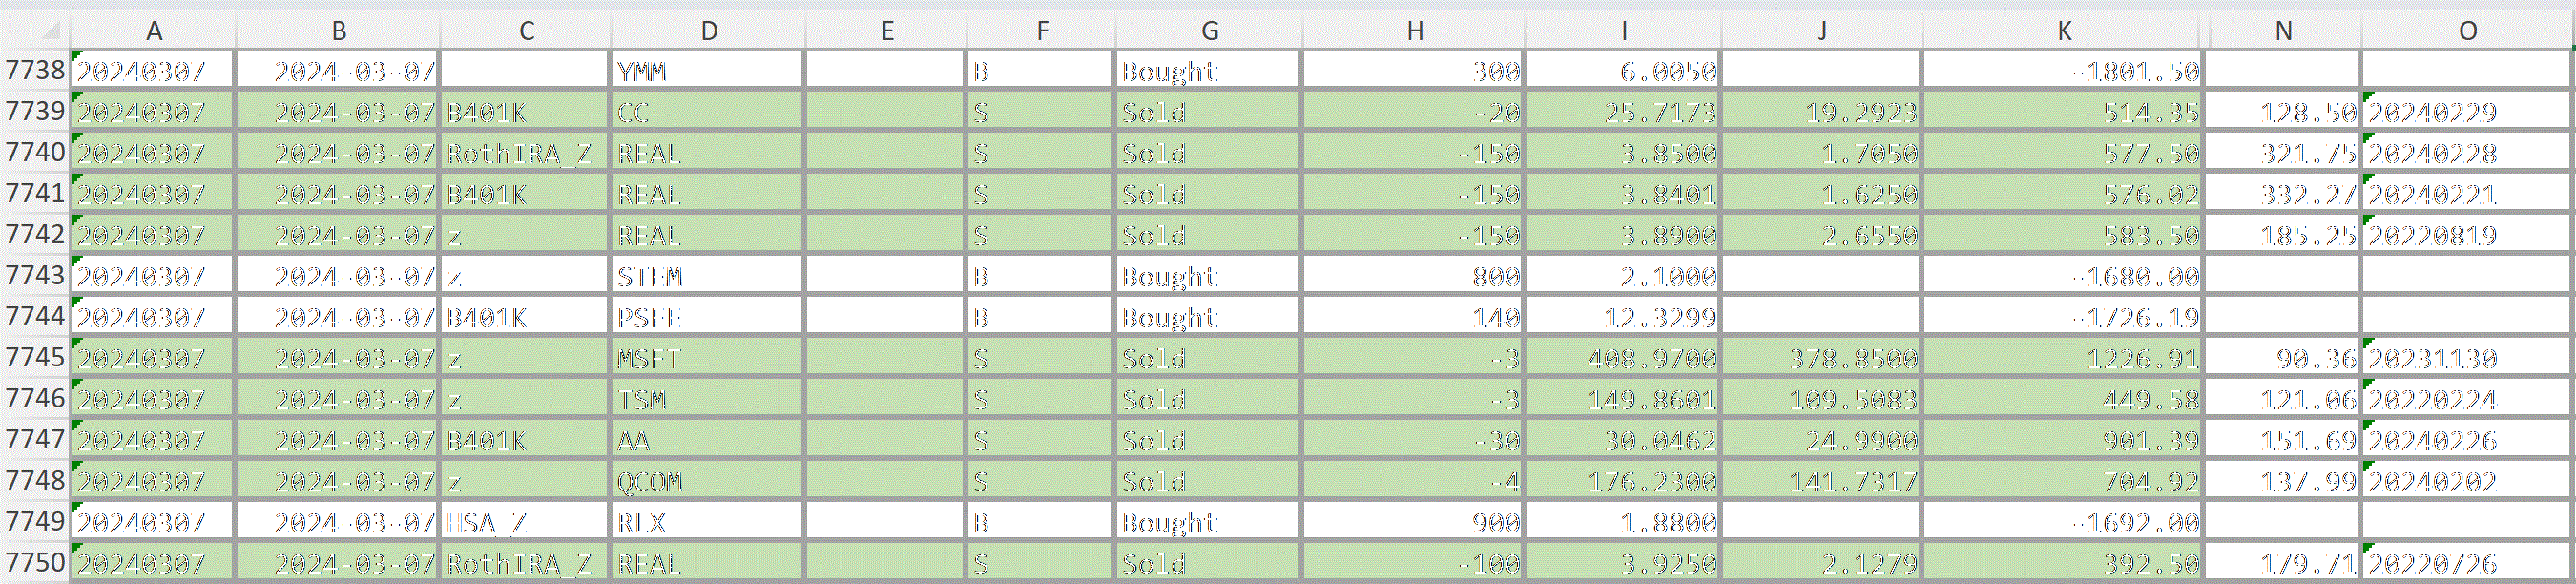 A B C D E F G H I J K N O
7738 20240307 2024-03-07 YMM B Bought 300 6.0050 -1801.50
7739 20240307 2024-03-07 B401K CC S Sold -20 25.7173 19.2923 514.35 128.50 20240229
7740 20240307 2024-03-07 RothIRA_Z REAL S Sold -150 3.8500 1.7050 577.50 321.75 20240228
7741 20240307 2024-03-07 B401K REAL S Sold -150 3.8401 1.6250 576.02 332.27 20240221
7742 20240307 2024-03-07 z REAL S Sold -150 3.8900 2.6550 583.50 185.25 20220819
7743 20240307 2024-03-07 z STEM B Bought 800 2.1000 -1680.00
7744 20240307 2024-03-07 B401K PSFE B Bought 140 12.3299 -1726.19
7745 20240307 2024-03-07 z MSFT S Sold -3 408.9700 378.8500 1226.91 90.36 20231130
7746 20240307 2024-03-07 z TSM S Sold -3 149.8601 109.5083 449.58 121.06 20220224
7747 20240307 2024-03-07 B401K AA S Sold -30 30.0462 24.9900 901.39 151.69 20240226
7748 20240307 2024-03-07 z QCOM S Sold -4 176.2300 141.7317 704.92 137.99 20240202
7749 20240307 2024-03-07 HSA_Z RLX B Bought 900 1.8800 -1692.00
7750 20240307 2024-03-07 RothIRA_Z REAL S Sold -100 3.9250 2.1279 392.50 179.71 20220726